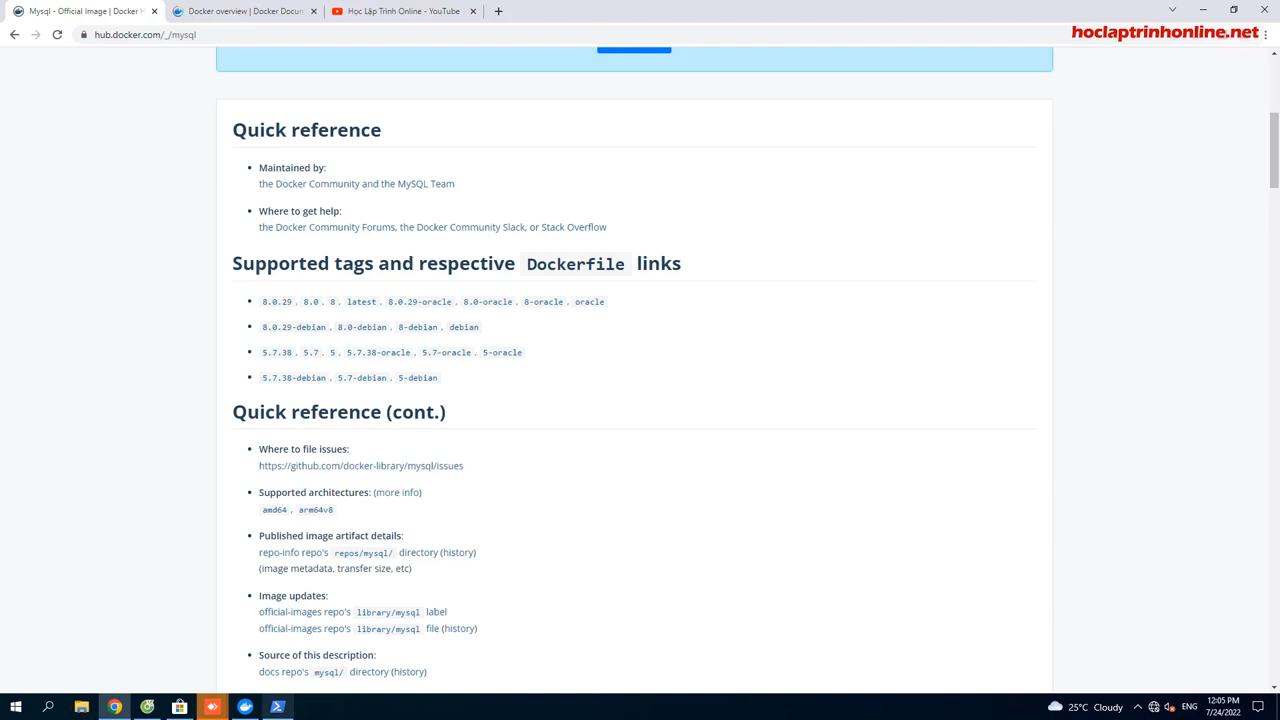 Mysql - Official Image | Docker H
Docker overview | Docker Docum
Học Lập Trình Online - YouTube
hub.docker.com/_/mysql
hoclaptrinhonline.net
Quick reference
Maintained by:
the Docker Community and the MySQL Team
Where to get help:
the Docker Community Forums, the Docker Community Slack, or Stack Overflow
Supported tags and respective Dockerfile links
8.0.29, 8.0, 8, latest, 8.0.29-oracle, 8.0-oracle, 8-oracle, oracle
8.0.29-debian, 8.0-debian, 8-debian, debian
5.7.38, 5.7, 5, 5.7.38-oracle, 5.7-oracle, 5-oracle
5.7.38-debian, 5.7-debian, 5-debian
Quick reference (cont.)
Where to file issues:
https://github.com/docker-library/mysql/issues
Supported architectures: (more info)
amd64, arm64v8
Published image artifact details:
repo-info repo's repos/mysql/ directory (history)
(image metadata, transfer size, etc)
Image updates:
official-images repo's library/mysql label
official-images repo's library/mysql file (history)
Source of this description:
docs repo's mysql/ directory (history)
25°C Cloudy
ENG
12:05 PM
7/24/2022